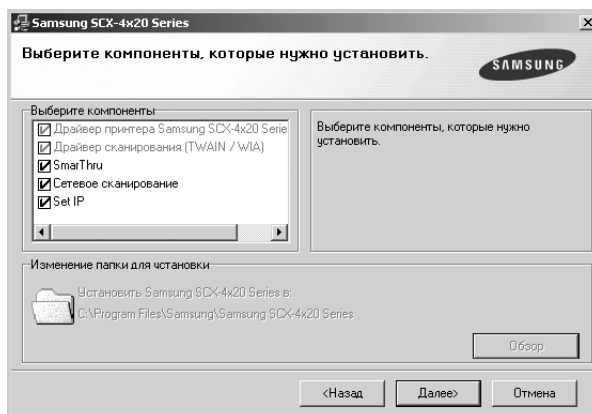 Samsung SCX-4x20 Series
Выберите компоненты, которые нужно установить.
SAMSUNG
Выберите компоненты
Драйвер принтера Samsung SCX-4x20 Serie
Драйвер сканирования (TWAIN / WIA)
SmarThru
Сетевое сканирование
Set IP
Выберите компоненты, которые нужно
установить.
Изменение папки для установки
Установить Samsung SCX-4x20 Series в:
C:\Program Files\Samsung\Samsung SCX-4x20 Series
Обзор
<Назад
Далее>
Отмена